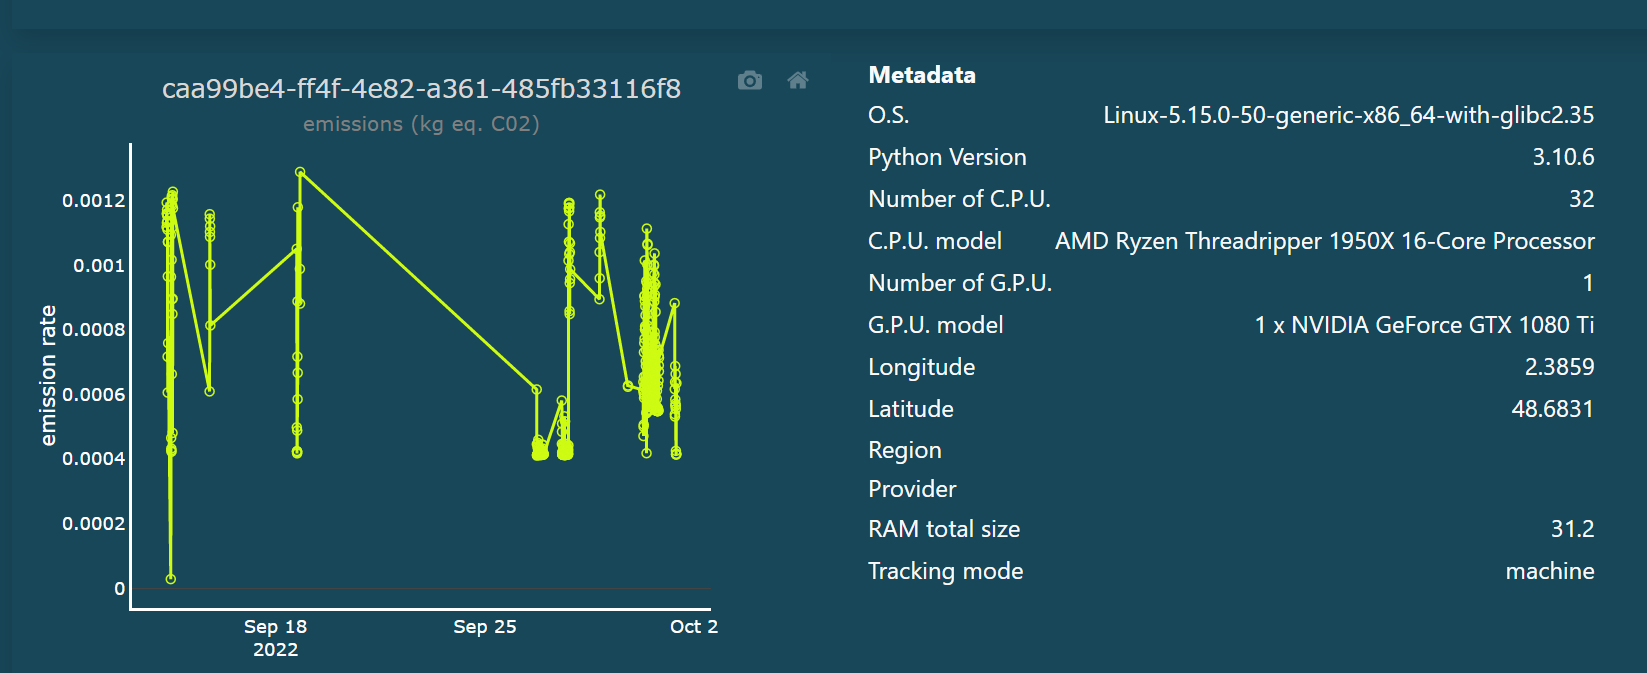 caa99be4-ff4f-4e82-a361-485fb33116f8
emissions (kg eq. C02)
emission rate
0.0012
0.001
0.0008
0.0006
0.0004
0.0002
0
Sep 18
2022
Sep 25
Oct 2
Metadata
O.S. Linux-5.15.0-50-generic-x86_64-with-glibc2.35
Python Version 3.10.6
Number of C.P.U. 32
C.P.U. model AMD Ryzen Threadripper 1950X 16-Core Processor
Number of G.P.U. 1
G.P.U. model 1 x NVIDIA GeForce GTX 1080 Ti
Longitude 2.3859
Latitude 48.6831
Region
Provider
RAM total size 31.2
Tracking mode machine